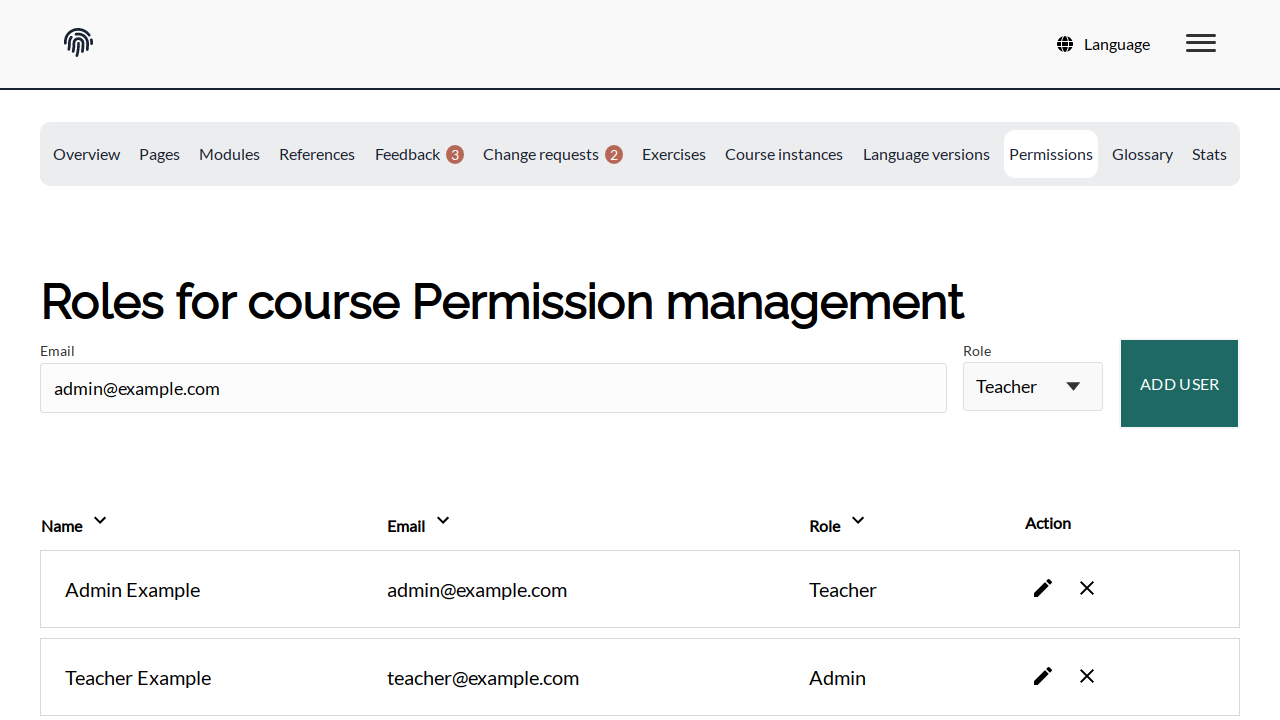 Language
Overview Pages Modules References Feedback 3 Change requests 2 Exercises Course instances Language versions Permissions Glossary Stats
Roles for course Permission management
Email
admin@example.com
Role
Teacher
ADD USER
Name Email Role Action
Admin Example admin@example.com Teacher
Teacher Example teacher@example.com Admin